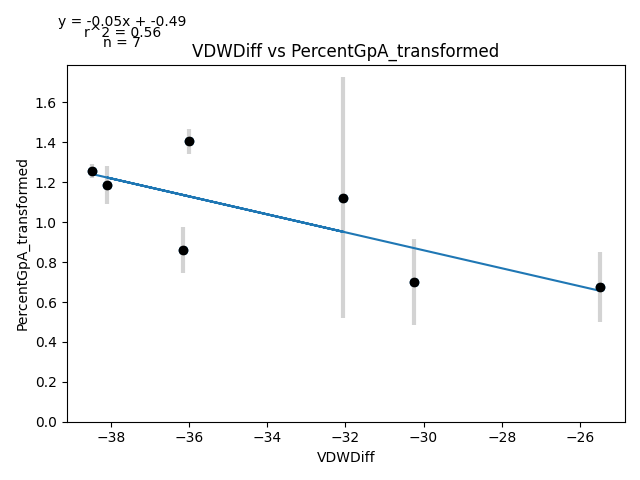 y = -0.05x + -0.49
r^2 = 0.56
n = 7
VDWDiff vs PercentGpA_transformed
PercentGpA_transformed
1.6
1.4
1.2
1.0
0.8
0.6
0.4
0.2
0.0
−38
−36
−34
−32
−30
−28
−26
VDWDiff